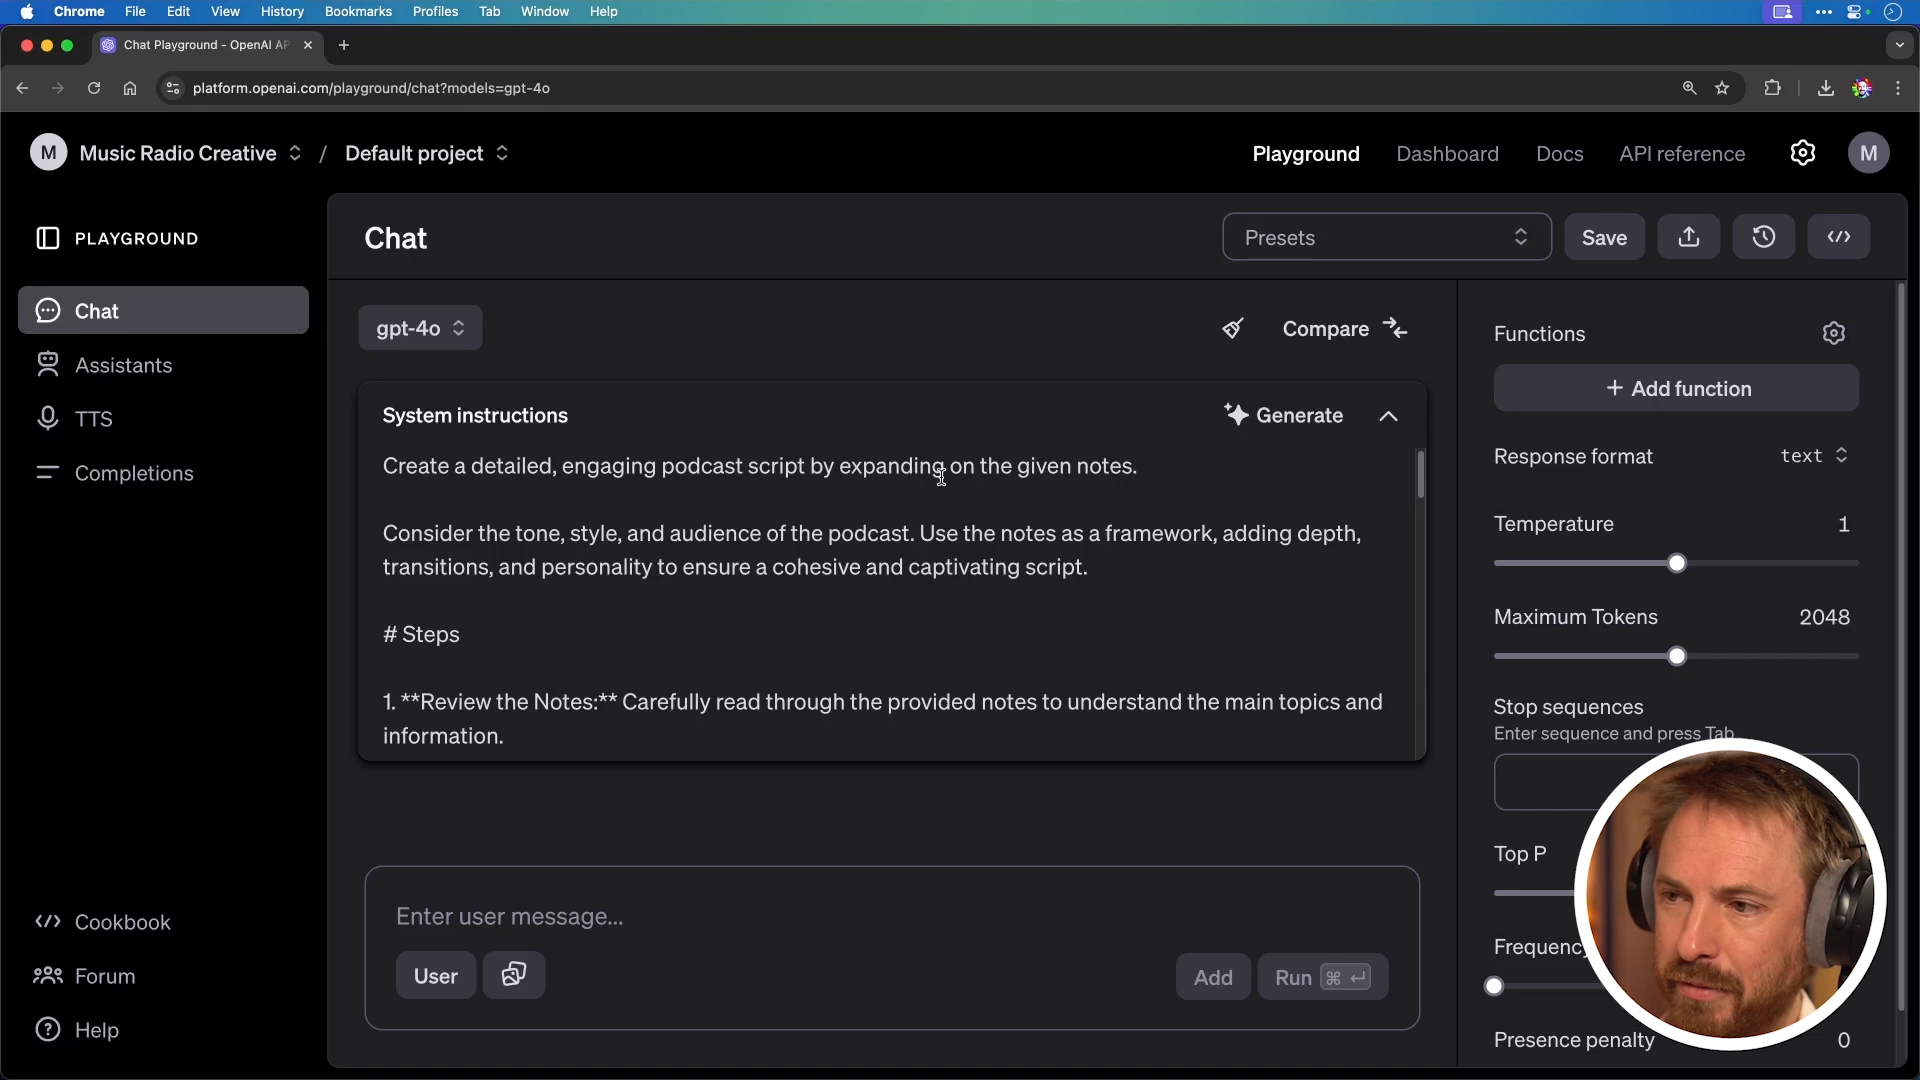 Chrome File Edit View History Bookmarks Profiles Tab Window Help
Chat Playground - OpenAI AP
platform.openai.com/playground/chat?models=gpt-4o
M Music Radio Creative / Default project Playground Dashboard Docs API reference M
PLAYGROUND
Chat
Assistants
TTS
Completions
Cookbook
Forum
Help
Chat Presets Save
gpt-4o Compare
System instructions Generate
Create a detailed, engaging podcast script by expanding on the given notes.
Consider the tone, style, and audience of the podcast. Use the notes as a framework, adding depth,
transitions, and personality to ensure a cohesive and captivating script.
# Steps
1. **Review the Notes:** Carefully read through the provided notes to understand the main topics and
information.
Enter user message...
User Add Run ⌘ ↵
Functions
+ Add function
Response format text
Temperature 1
Maximum Tokens 2048
Stop sequences
Enter sequence and press Tab
Top P
Frequency
Presence penalty 0